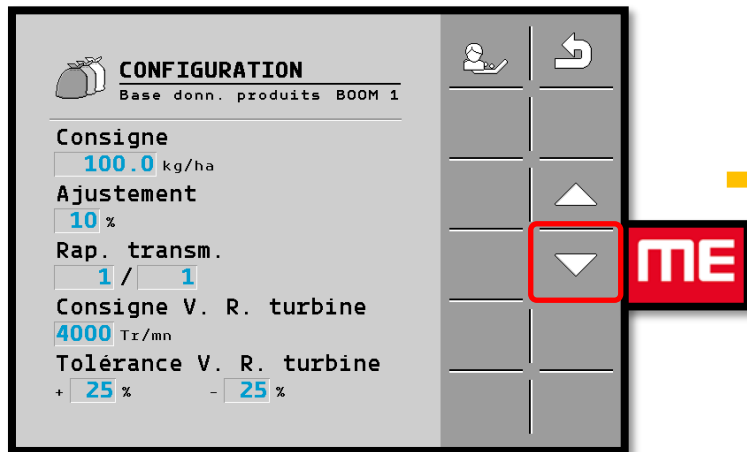 CONFIGURATION
Base donn. produits BOOM 1
Consigne
100.0 kg/ha
Ajustement
10 %
Rap. transm.
1 / 1
Consigne V. R. turbine
4000 Tr/mn
Tolérance V. R. turbine
+ 25 % - 25 %
ME